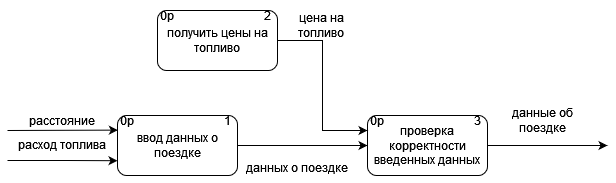 0р 2
получить цены на
топливо
цена на
топливо
расстояние
расход топлива
0р 1
ввод данных о
поездке
данных о поездке
0р 3
проверка
корректности
введенных данных
данные об
поездке